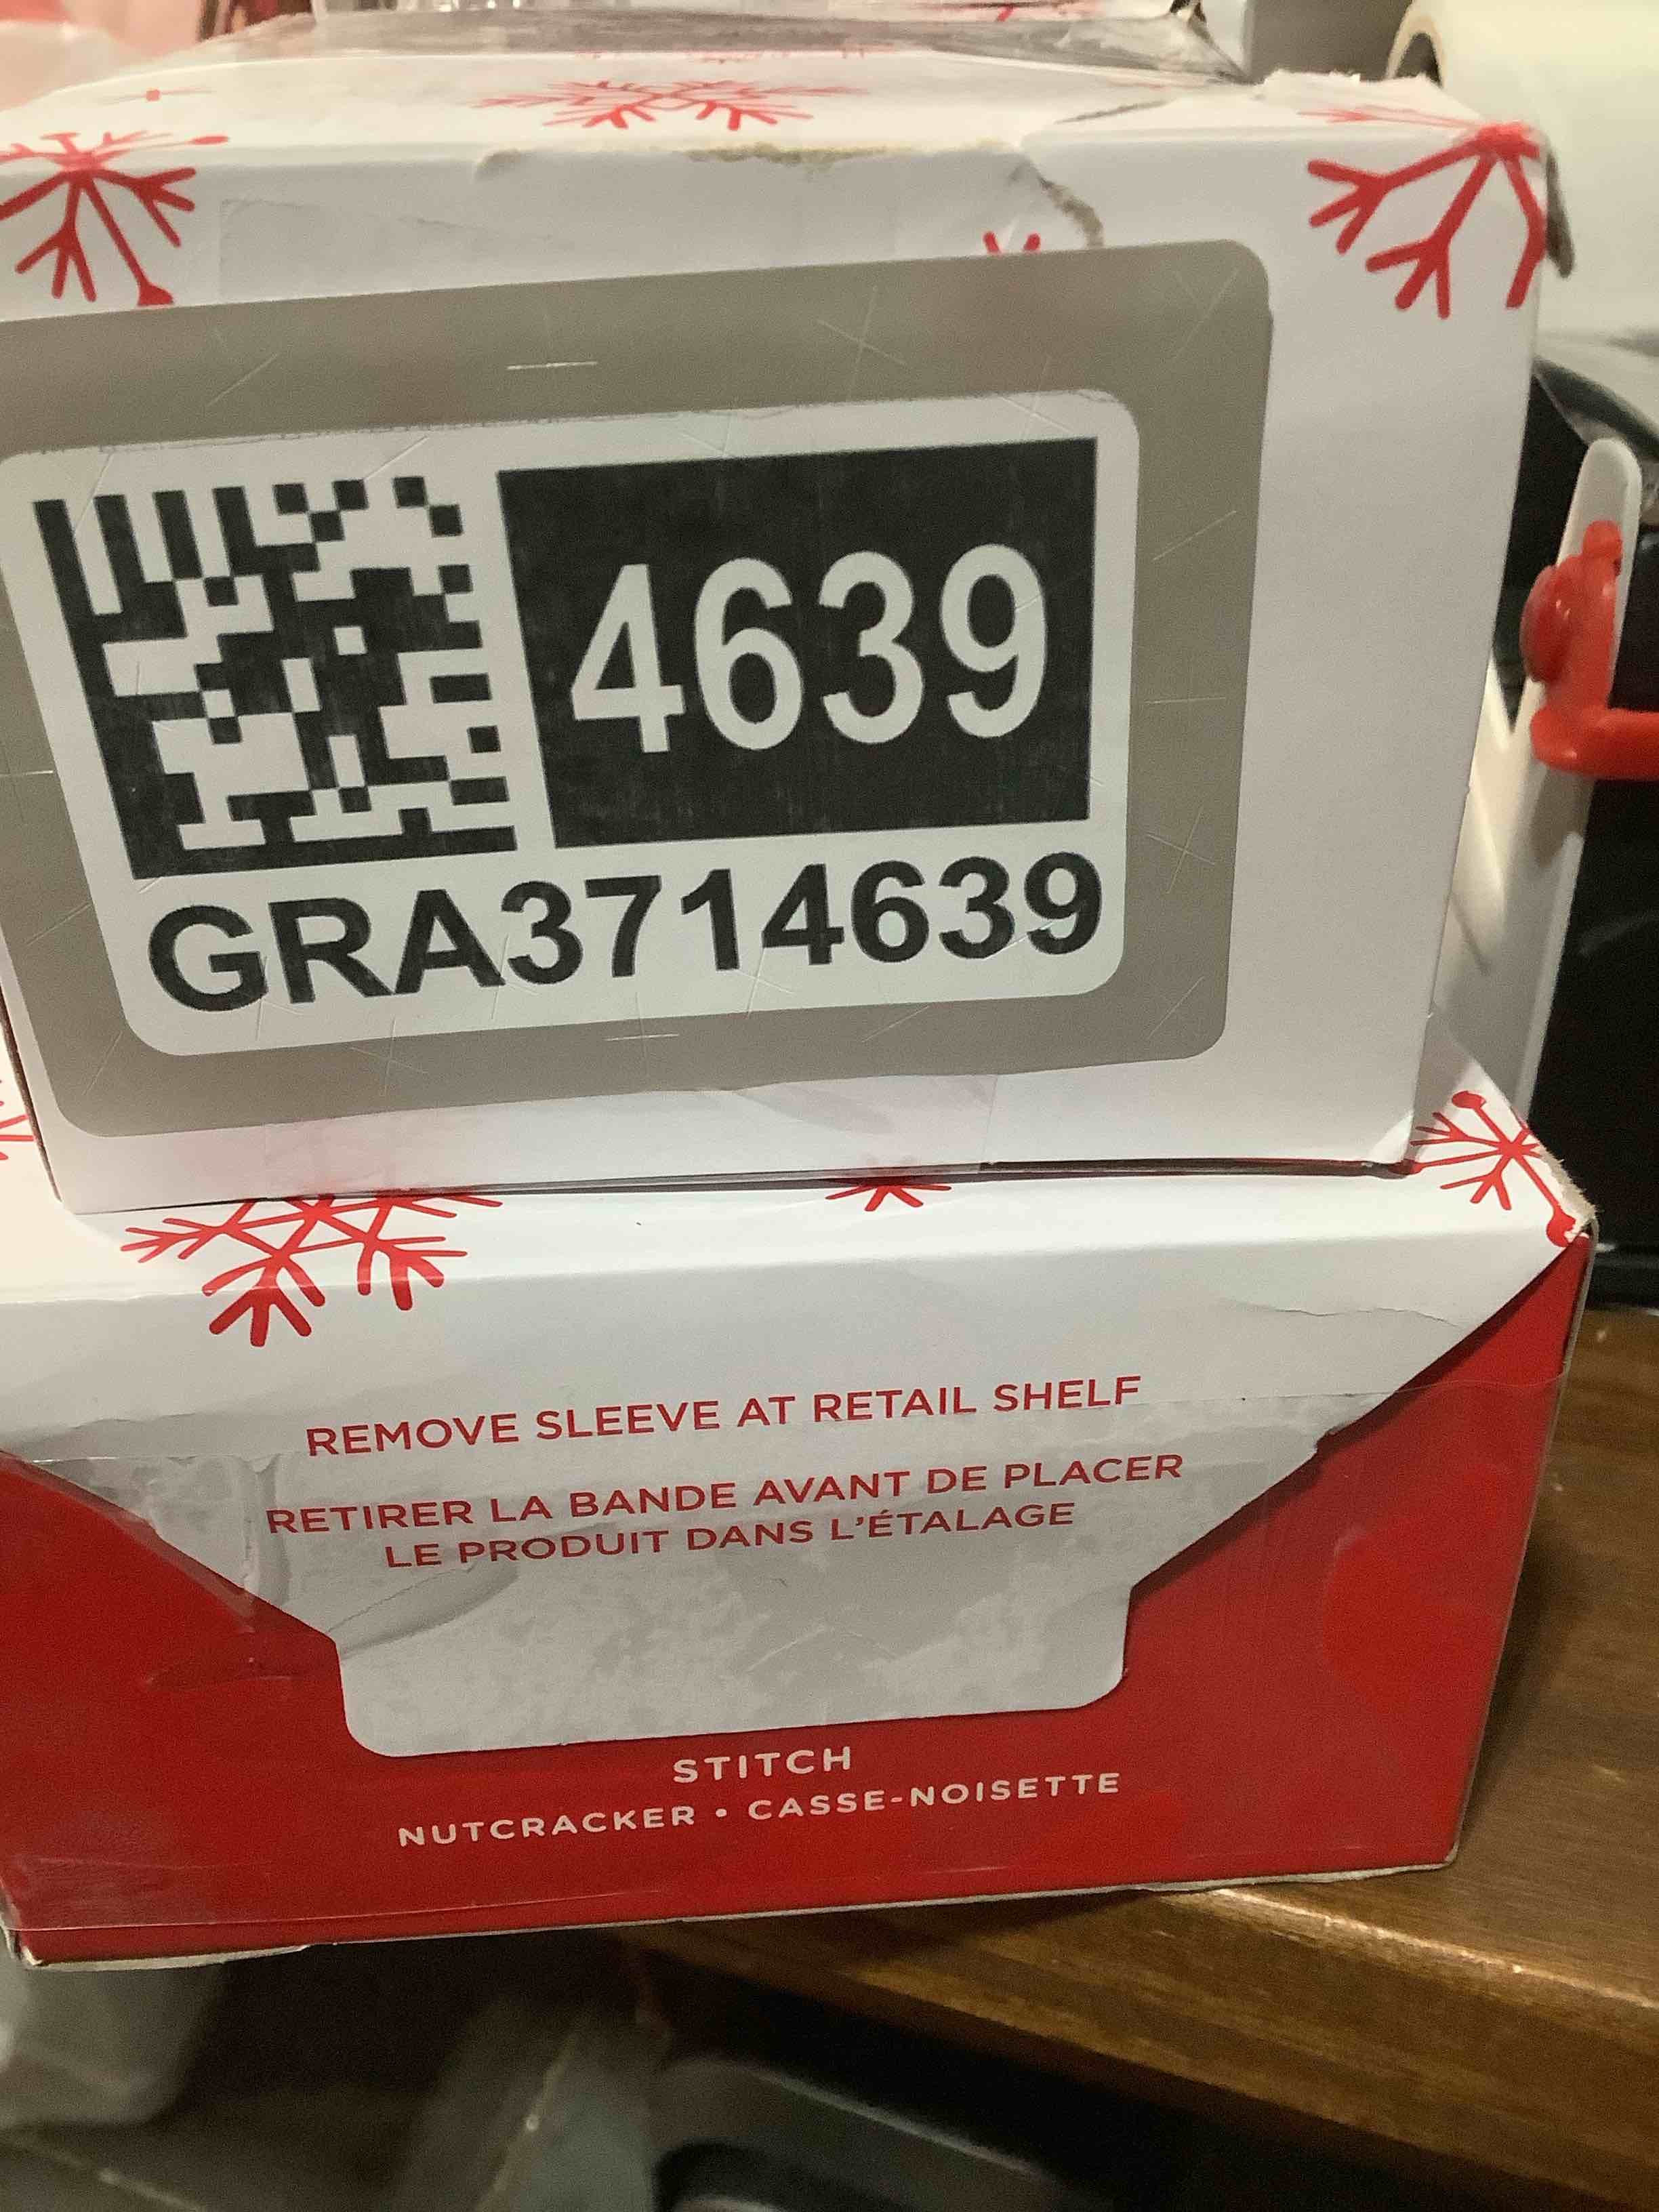 4639
GRA3714639
REMOVE SLEEVE AT RETAIL SHELF
RETIRER LA BANDE AVANT DE PLACER
LE PRODUIT DANS L'ÉTALAGE
STITCH
NUTCRACKER • CASSE-NOISETTE